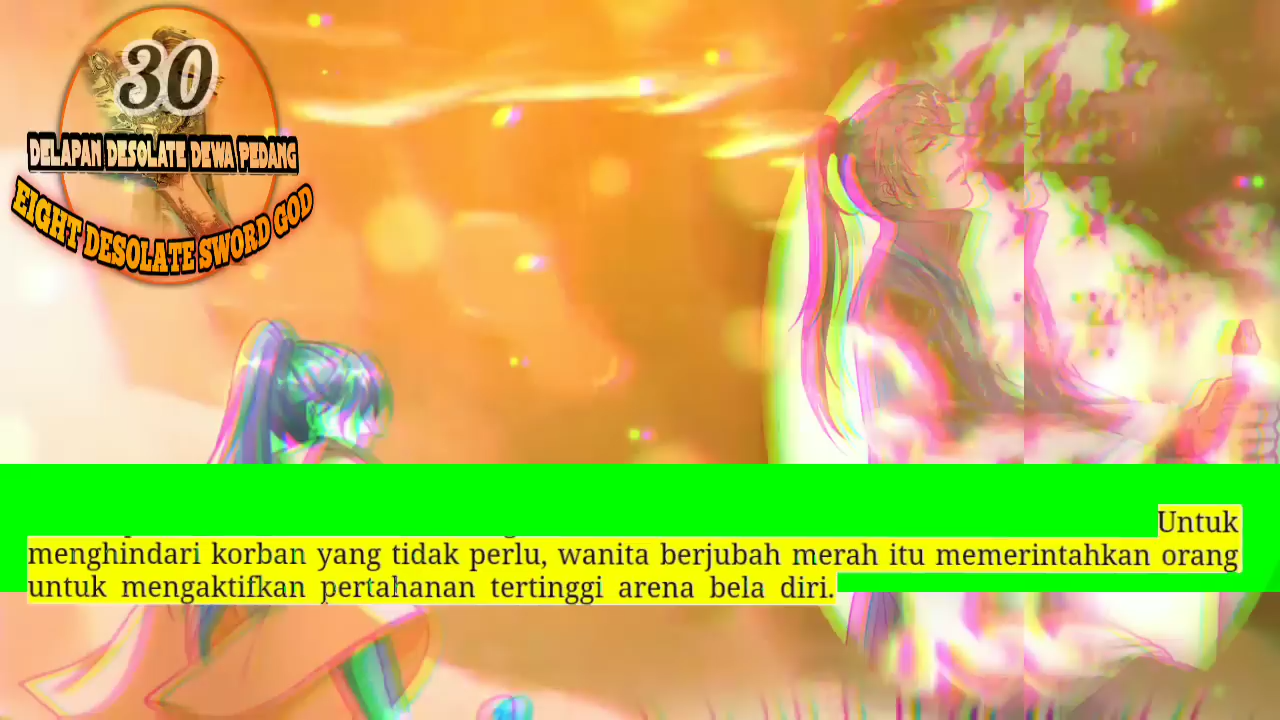 30
DELAPAN DESOLATE DEWA PEDANG
EIGHT DESOLATE SWORD GOD
Untuk
menghindari korban yang tidak perlu, wanita berjubah merah itu memerintahkan orang
untuk mengaktifkan pertahanan tertinggi arena bela diri.